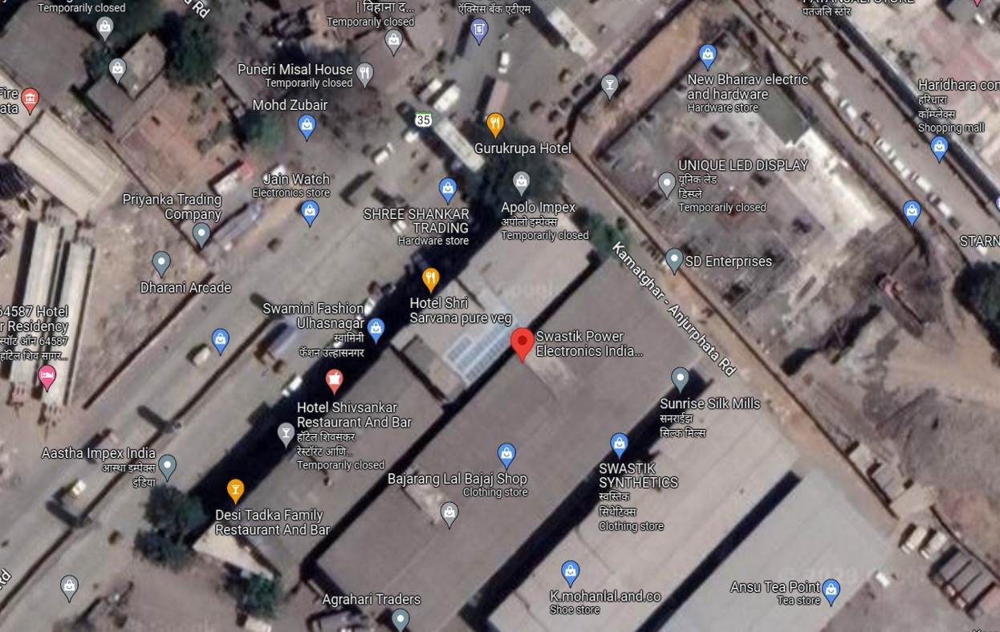 Temporarily closed
Rd
| विहाना द...
Temporarily closed
ऍक्सिस बँक एटीएम
पतंजलि स्टोर
Puneri Misal House
Temporarily closed
New Bhairav electric
and hardware
Hardware store
Haridhara con
हरिधारा
कॉम्प्लेक्स
Shopping mall
Fire
ata
Mohd Zubair
35
Gurukrupa Hotel
UNIQUE LED DISPLAY
यूनिक लेड
डिस्प्ले
Temporarily closed
Jain Watch
Electronics store
Priyanka Trading
Company
SHREE SHANKAR
TRADING
Hardware store
Apolo Impex
अपोलो इम्पेक्स
Temporarily closed
STARN
Kamatghar - Anjurphata Rd
SD Enterprises
Dharani Arcade
Hotel Shri
Sarvana pure veg
64587 Hotel
r Residency
स्पॉट ऑन 64587
हॉटेल शिव सागर...
Swamini Fashion
Ulhasnagar
स्वामिनी
फॅशन उल्हासनगर
Swastik Power
Electronics India...
Hotel Shivsankar
Restaurant And Bar
हॉटेल शिवसंकर
रेस्टॉरंट आणि...
Temporarily closed
Sunrise Silk Mills
सनराईझ
सिल्क मिल्स
Aastha Impex India
आस्था इम्पेक्स
इंडिया
Bajarang Lal Bajaj Shop
Clothing store
SWASTIK
SYNTHETICS
स्वस्तिक
सिंथेटिक्स
Clothing store
Desi Tadka Family
Restaurant And Bar
Rd
K.mohanlal.and.co
Shoe store
Ansu Tea Point
Tea store
Agrahari Traders